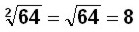 ²√64 = √64 = 8